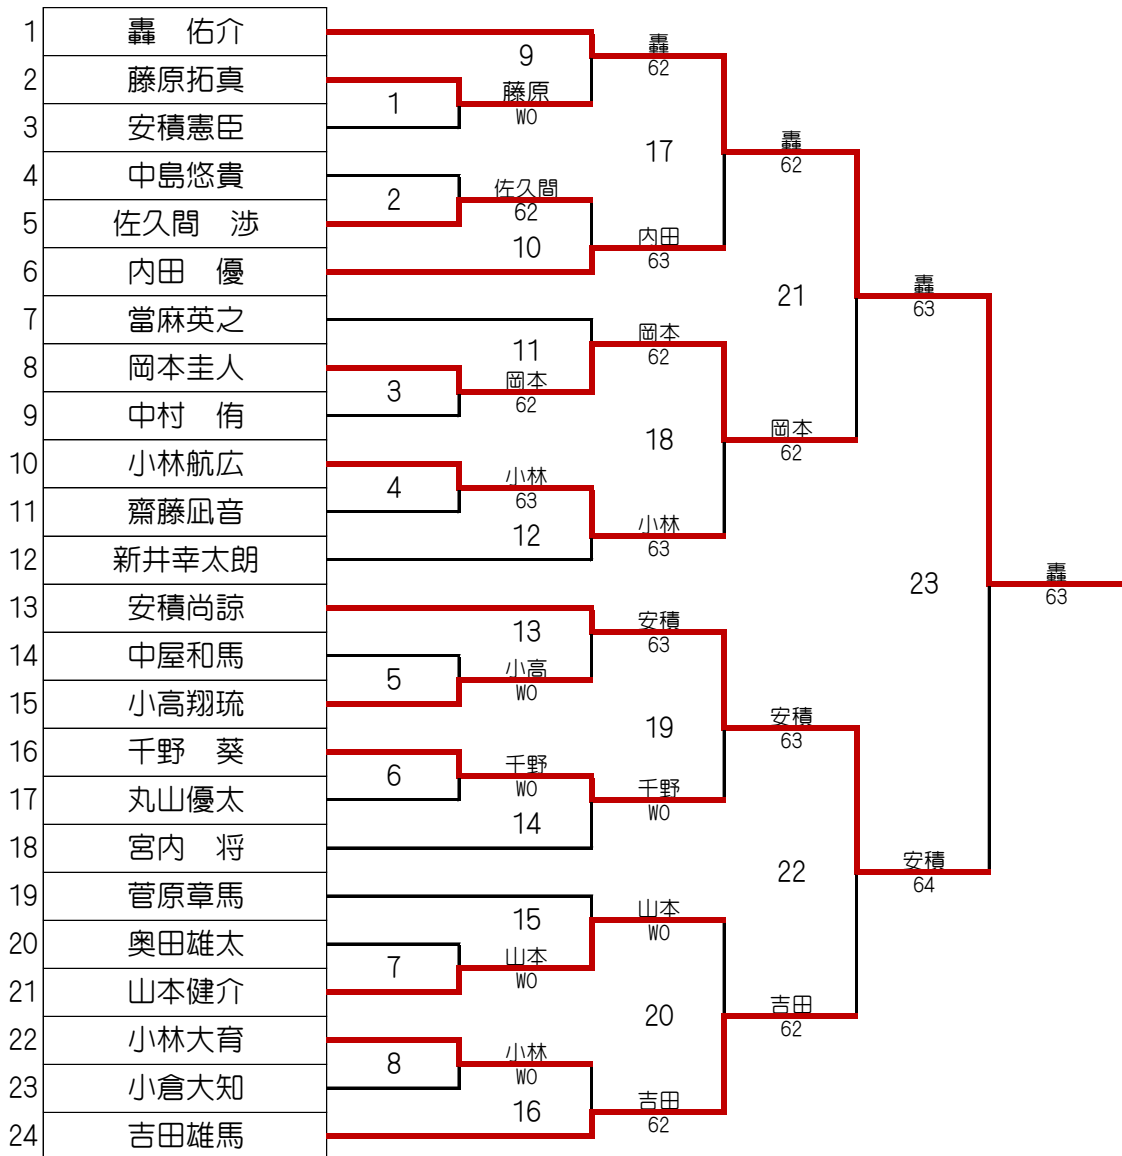 1 轟　佑介
2 藤原拓真
3 安積憲臣
4 中島悠貴
5 佐久間　渉
6 内田　優
7 當麻英之
8 岡本圭人
9 中村　侑
10 小林航広
11 齋藤凪音
12 新井幸太朗
13 安積尚諒
14 中屋和馬
15 小高翔琉
16 千野　葵
17 丸山優太
18 宮内　将
19 菅原章馬
20 奥田雄太
21 山本健介
22 小林大育
23 小倉大知
24 吉田雄馬
1
2
3
4
5
6
7
8
9
藤原
WO
佐久間
62
10
11
岡本
62
小林
63
12
13
小高
WO
千野
WO
14
15
山本
WO
小林
WO
16
轟
62
17
内田
63
岡本
62
18
小林
63
安積
63
19
千野
WO
山本
WO
20
吉田
62
轟
62
21
岡本
62
安積
63
22
吉田
62
轟
63
23
安積
64
轟
63